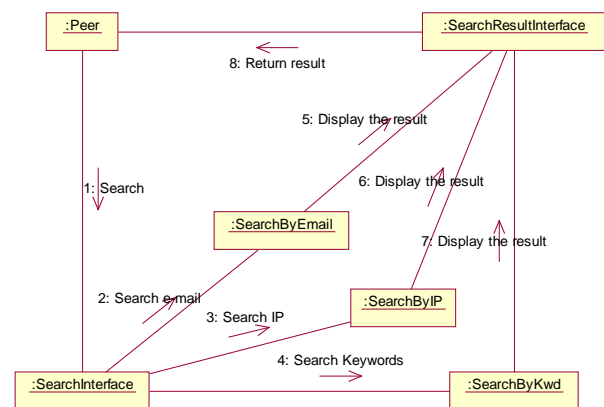 :Peer
:SearchResultInterface
8: Return result
5: Display the result
6: Display the result
1: Search
:SearchByEmail
7: Display the result
2: Search e-mail
:SearchByIP
3: Search IP
4: Search Keywords
:SearchInterface
:SearchByKwd